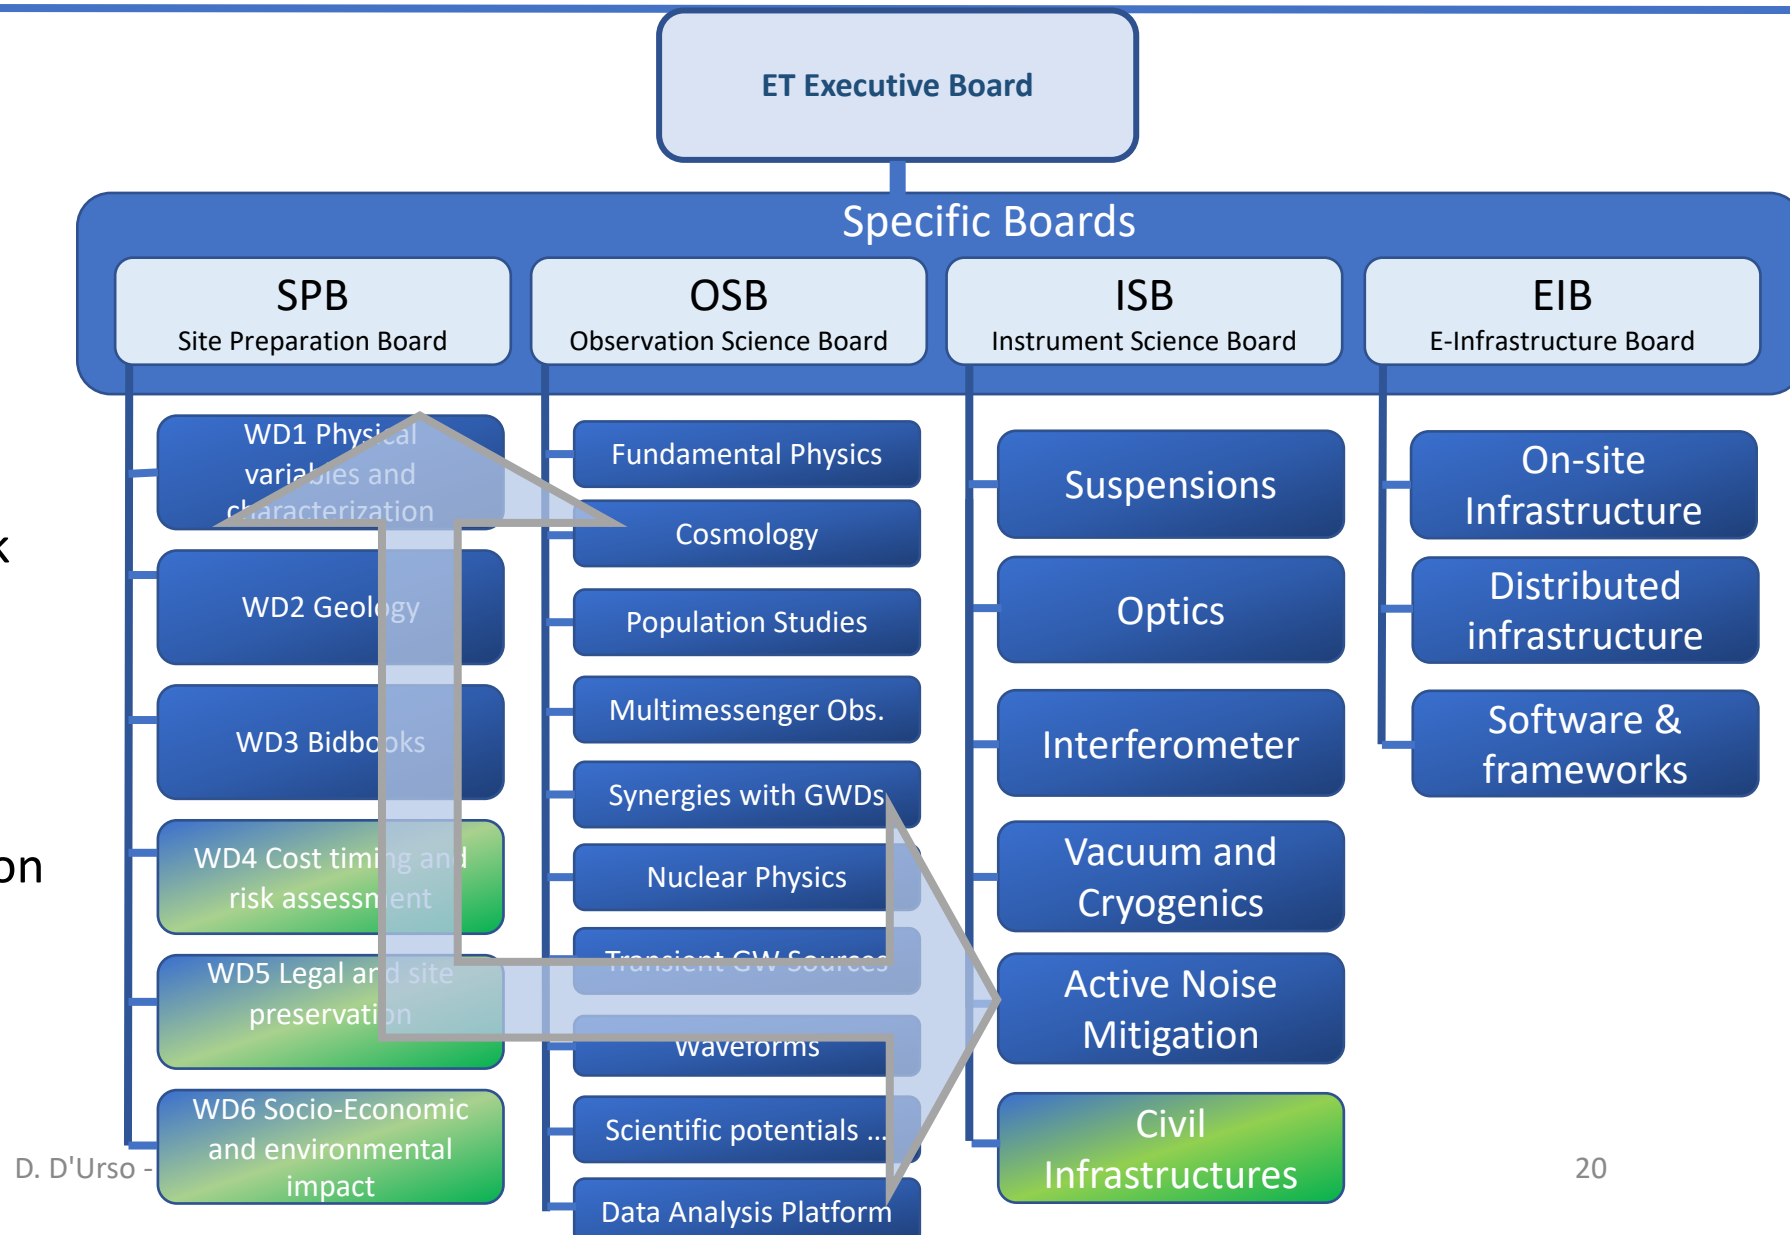 ET Executive Board
Specific Boards
SPB
Site Preparation Board
OSB
Observation Science Board
ISB
Instrument Science Board
EIB
E-Infrastructure Board
WD1 Physical
variables and
characterization
WD2 Geology
WD3 Bidbooks
WD4 Cost timing and
risk assessment
WD5 Legal and site
preservation
WD6 Socio-Economic
and environmental
impact
Fundamental Physics
Cosmology
Population Studies
Multimessenger Obs.
Synergies with GWDs
Nuclear Physics
Transient GW Sources
Waveforms
Scientific potentials ...
Data Analysis Platform
Suspensions
Optics
Interferometer
Vacuum and
Cryogenics
Active Noise
Mitigation
Civil
Infrastructures
On-site
Infrastructure
Distributed
infrastructure
Software &
frameworks
on
D. D'Urso -
20